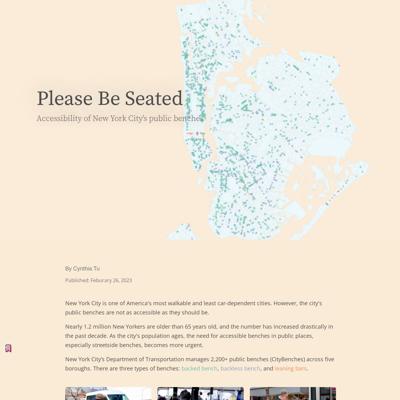 Please Be Seated
Accessibility of New York City's public benches
By Cynthia Tu
Published: Feburary 26, 2023
New York City is one of America's most walkable and least car-dependent cities. However, the city's
public benches are not as accessible as they should be.
Nearly 1.2 million New Yorkers are older than 65 years old, and the number has increased drastically in
the past decade. As the city's population ages, the need for accessible benches in public places,
especially streetside benches, becomes more urgent.
New York City's Department of Transportation manages 2,200+ public benches (CityBenches) across five
boroughs. There are three types of benches: backed bench, backless bench, and leaning bars.